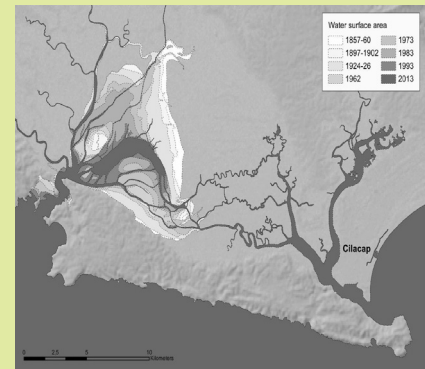 Water surface area
1857-60
1897-1902
1924-26
1962
1973
1983
1993
2013
Cilacap
0 2.5 5 10
Kilometers